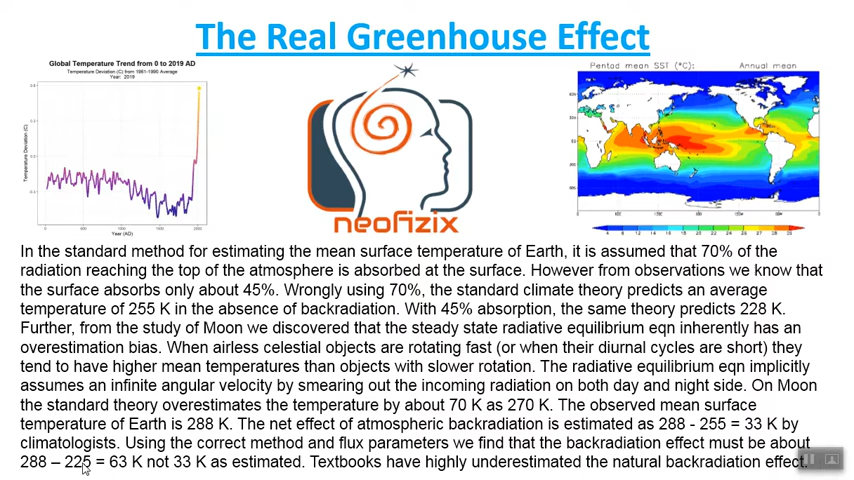 The Real Greenhouse Effect
Global Temperature Trend from 0 to 2019 AD
Temperature Deviation (C) from 1961-1990 Average
Year: 2019
Temperature Deviation (C)
0 500 1000 1500 2000
Year (AD)
neofizix
Pentad mean SST (°C): Annual mean
In the standard method for estimating the mean surface temperature of Earth, it is assumed that 70% of the
radiation reaching the top of the atmosphere is absorbed at the surface. However from observations we know that
the surface absorbs only about 45%. Wrongly using 70%, the standard climate theory predicts an average
temperature of 255 K in the absence of backradiation. With 45% absorption, the same theory predicts 228 K.
Further, from the study of Moon we discovered that the steady state radiative equilibrium eqn inherently has an
overestimation bias. When airless celestial objects are rotating fast (or when their diurnal cycles are short) they
tend to have higher mean temperatures than objects with slower rotation. The radiative equilibrium eqn implicitly
assumes an infinite angular velocity by smearing out the incoming radiation on both day and night side. On Moon
the standard theory overestimates the temperature by about 70 K as 270 K. The observed mean surface
temperature of Earth is 288 K. The net effect of atmospheric backradiation is estimated as 288 - 255 = 33 K by
climatologists. Using the correct method and flux parameters we find that the backradiation effect must be about
288 – 225 = 63 K not 33 K as estimated. Textbooks have highly underestimated the natural backradiation effect.